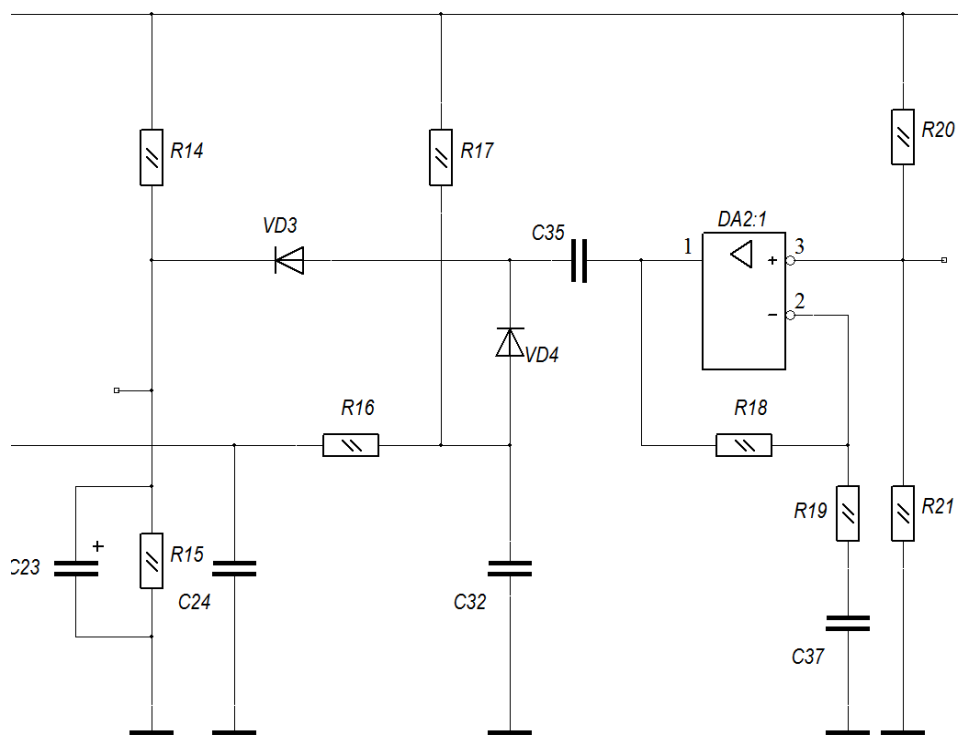 R14
R17
R20
VD3
C35
DA2:1
1
+
3
-
2
VD4
R16
R18
C23
+
R15
C24
C32
R19
R21
C37